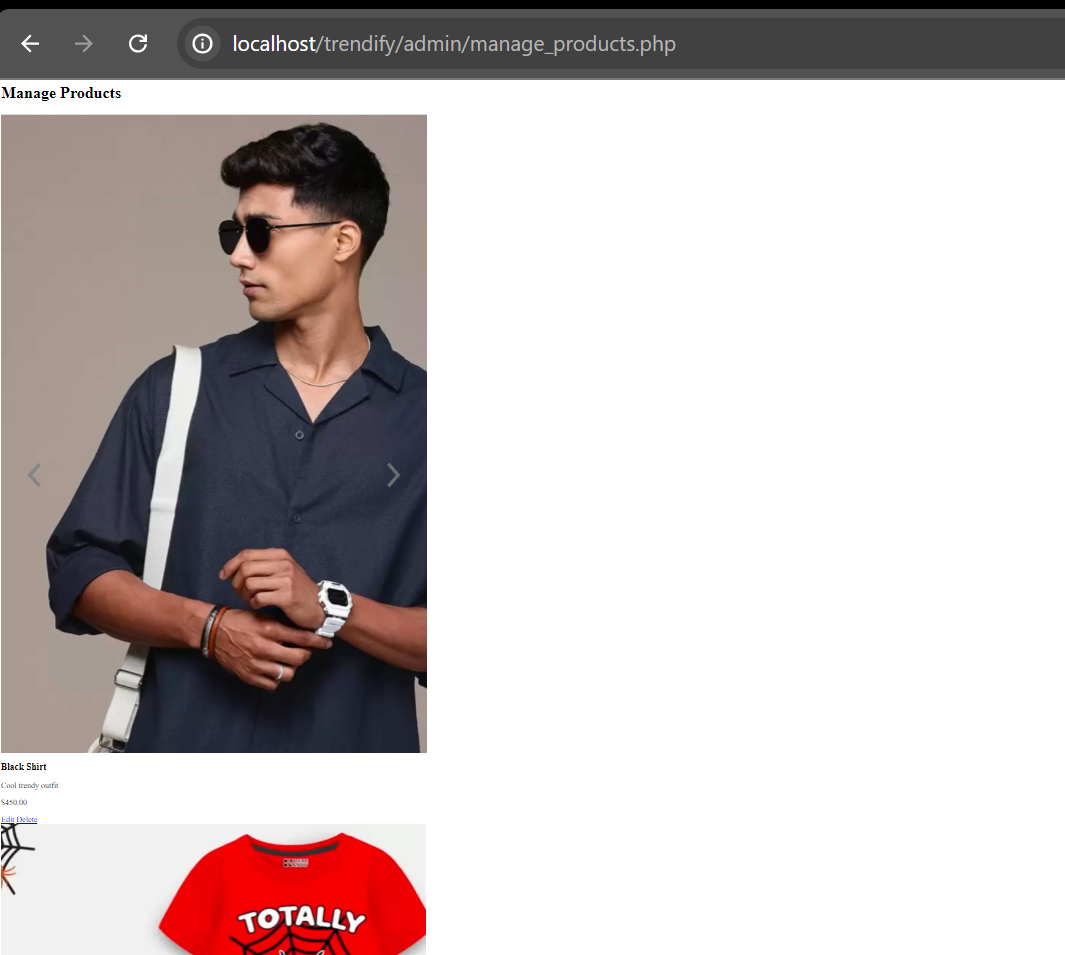 localhost/trendify/admin/manage_products.php
Manage Products
Black Shirt
Cool trendy outfit
$450.00
Edit Delete
TOTALLY